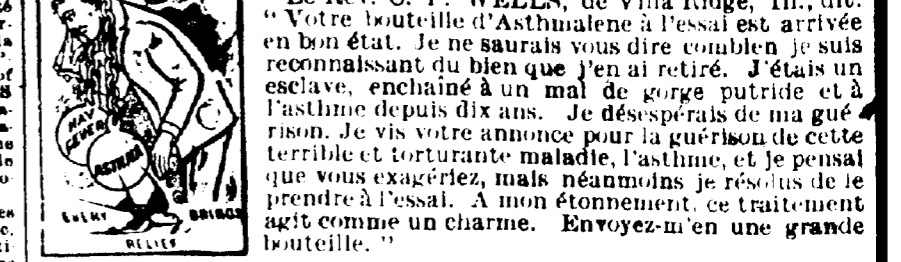 Le Rev. C. F. WELLS, de Villa Ridge, Ill., dit:
“ Votre bouteille d'Asthmalene à l'essai est arrivée
en bon état. Je ne saurais vous dire combien je suis
reconnaissant du bien que j'en ai retiré. J'étais un
esclave, enchaîné à un mal de gorge putride et à
l'asthme depuis dix ans. Je désespérais de ma gué
rison. Je vis votre annonce pour la guérison de cette
terrible et torturante maladie, l'asthme, et je pensai
que vous exagériez, mais néanmoins je résolus de le
prendre à l'essai. A mon étonnement, ce traitement
agit comme un charme. Envoyez-m'en une grande
bouteille. ”
HAY
FEVER
ASTHMA
BRINGS
RELIEF